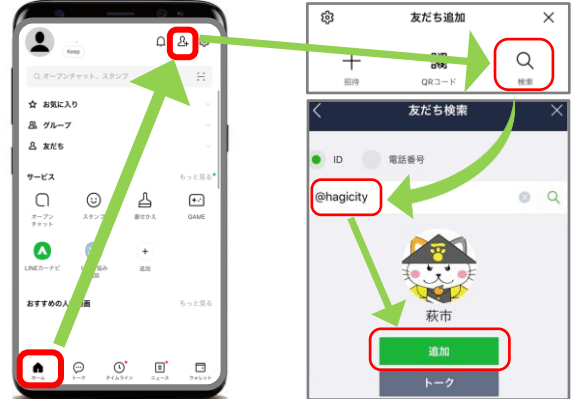 Keep
オープンチャット、スタンプ
お気に入り
グループ
友だち
サービス
もっと見る
オープン
チャット
スタンプ
着せかえ
GAME
LINEカーナビ
追加
おすすめの人
画
もっと見る
ホーム
トーク
タイムライン
ニュース
ウォレット
友だち追加
招待
QRコード
検索
友だち検索
ID
電話番号
@hagicity
萩市
追加
トーク